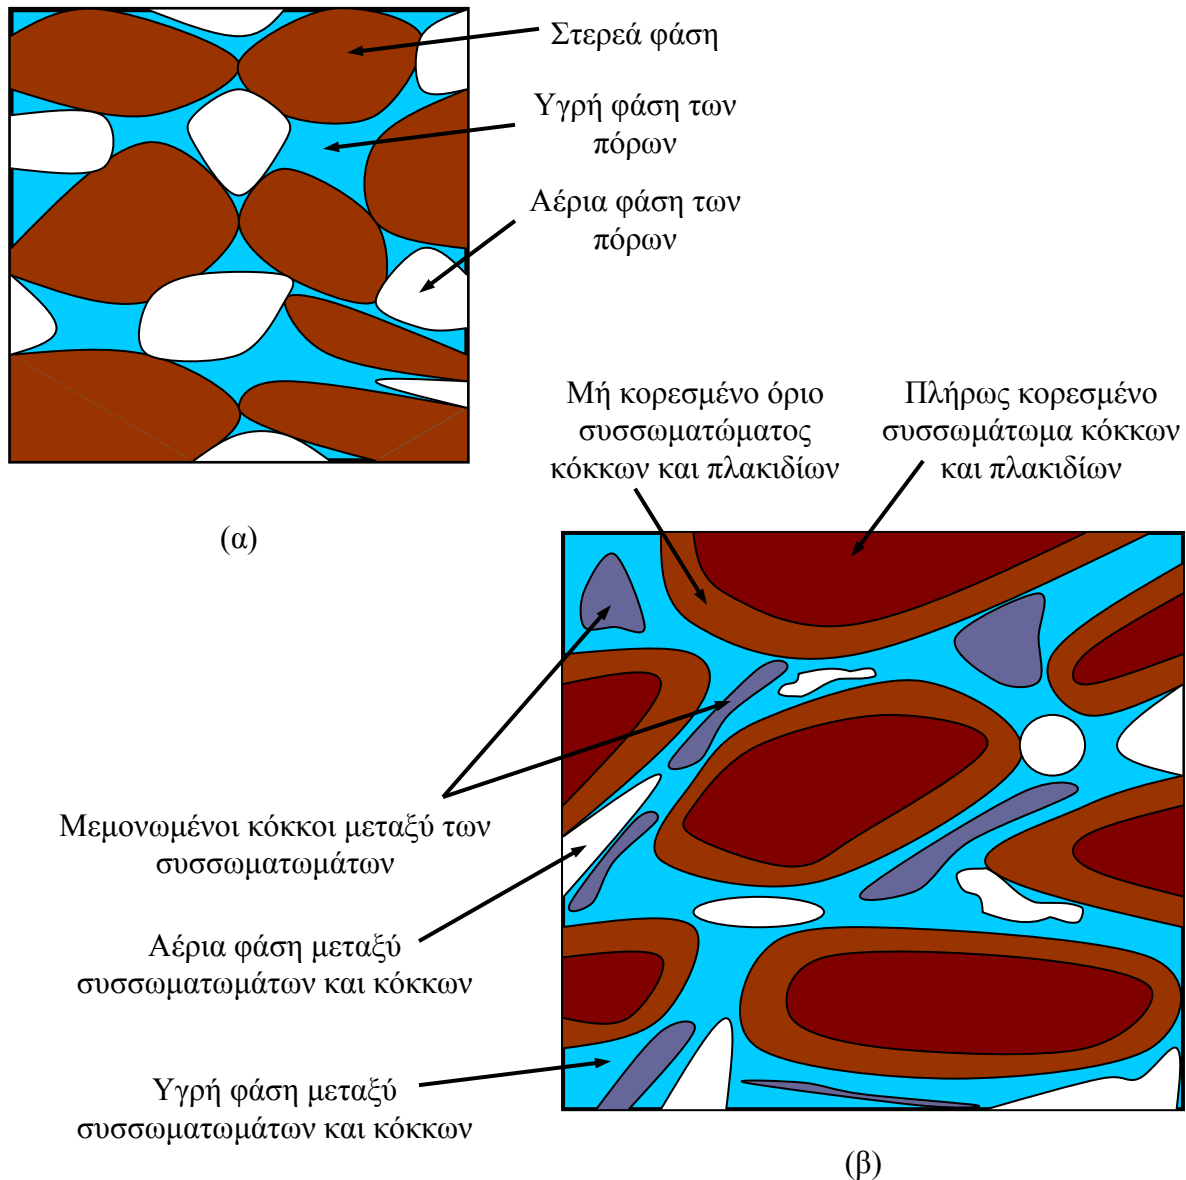 Στερεά φάση
Υγρή φάση των
πόρων
Αέρια φάση των
πόρων
(α)
Μή κορεσμένο όριο
συσσωματώματος
κόκκων και πλακιδίων
Πλήρως κορεσμένο
συσσωμάτωμα κόκκων
και πλακιδίων
Μεμονωμένοι κόκκοι μεταξύ των
συσσωματωμάτων
Αέρια φάση μεταξύ
συσσωματωμάτων και κόκκων
Υγρή φάση μεταξύ
συσσωματωμάτων και κόκκων
(β)